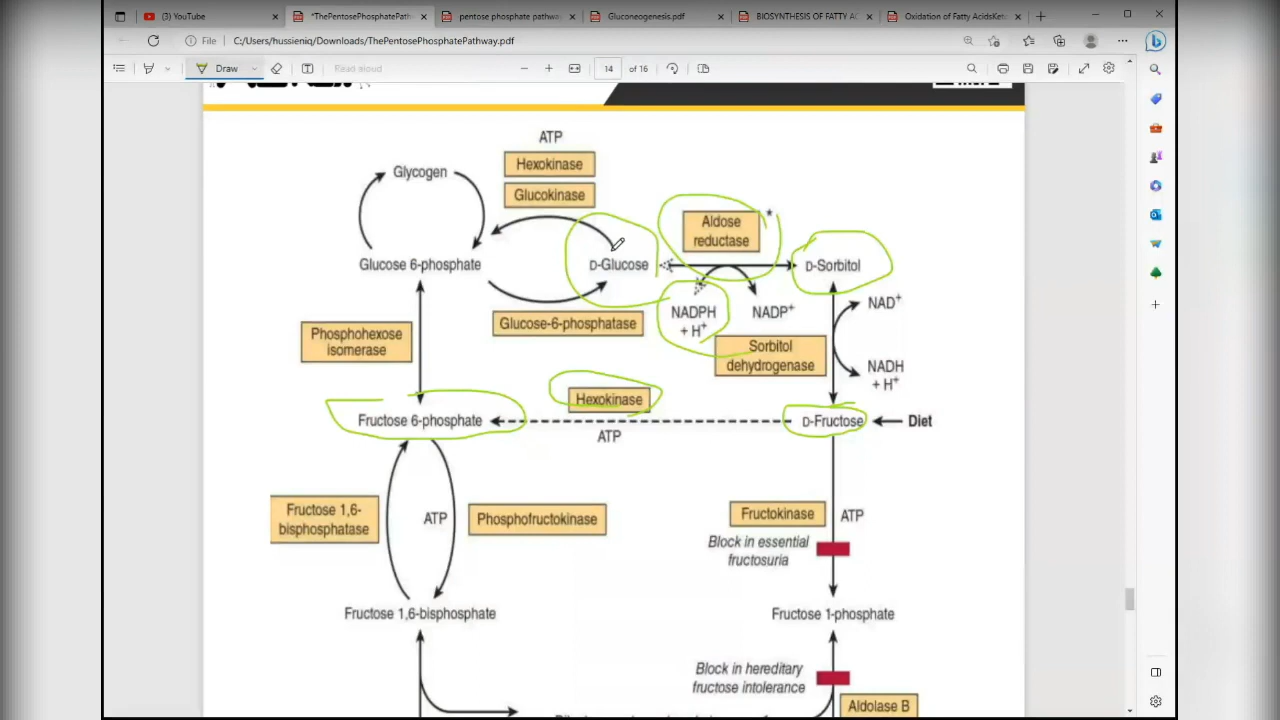 YouTube
*ThePentosePhosphatePath
pentose phosphate pathwa
Gluconeogenesis.pdf
BIOSYNTHESIS OF FATTY AC
Oxidation of Fatty AcidsKet
File
C:/Users/hussieniq/Downloads/ThePentosePhosphatePathway.pdf
Draw
Read aloud
14 of 16
ATP
Hexokinase
Glycogen
Glucokinase
Aldose
reductase
*
Glucose 6-phosphate
D-Glucose
D-Sorbitol
NADPH
+ H+
NADP+
NAD+
Glucose-6-phosphatase
Phosphohexose
isomerase
Sorbitol
dehydrogenase
NADH
+ H+
Hexokinase
Fructose 6-phosphate
ATP
D-Fructose
Diet
Fructose 1,6-
bisphosphatase
ATP
Phosphofructokinase
Fructokinase
ATP
Block in essential
fructosuria
Fructose 1,6-bisphosphate
Fructose 1-phosphate
Block in hereditary
fructose intolerance
Aldolase B